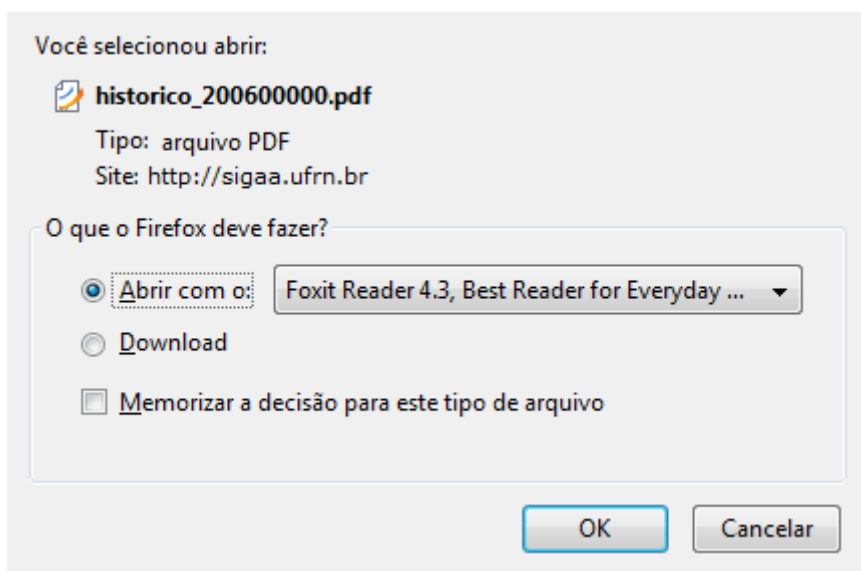 Você selecionou abrir:
historico_200600000.pdf
Tipo: arquivo PDF
Site: http://sigaa.ufrn.br
O que o Firefox deve fazer?
Abrir com o: Foxit Reader 4.3, Best Reader for Everyday ...
Download
Memorizar a decisão para este tipo de arquivo
OK Cancelar